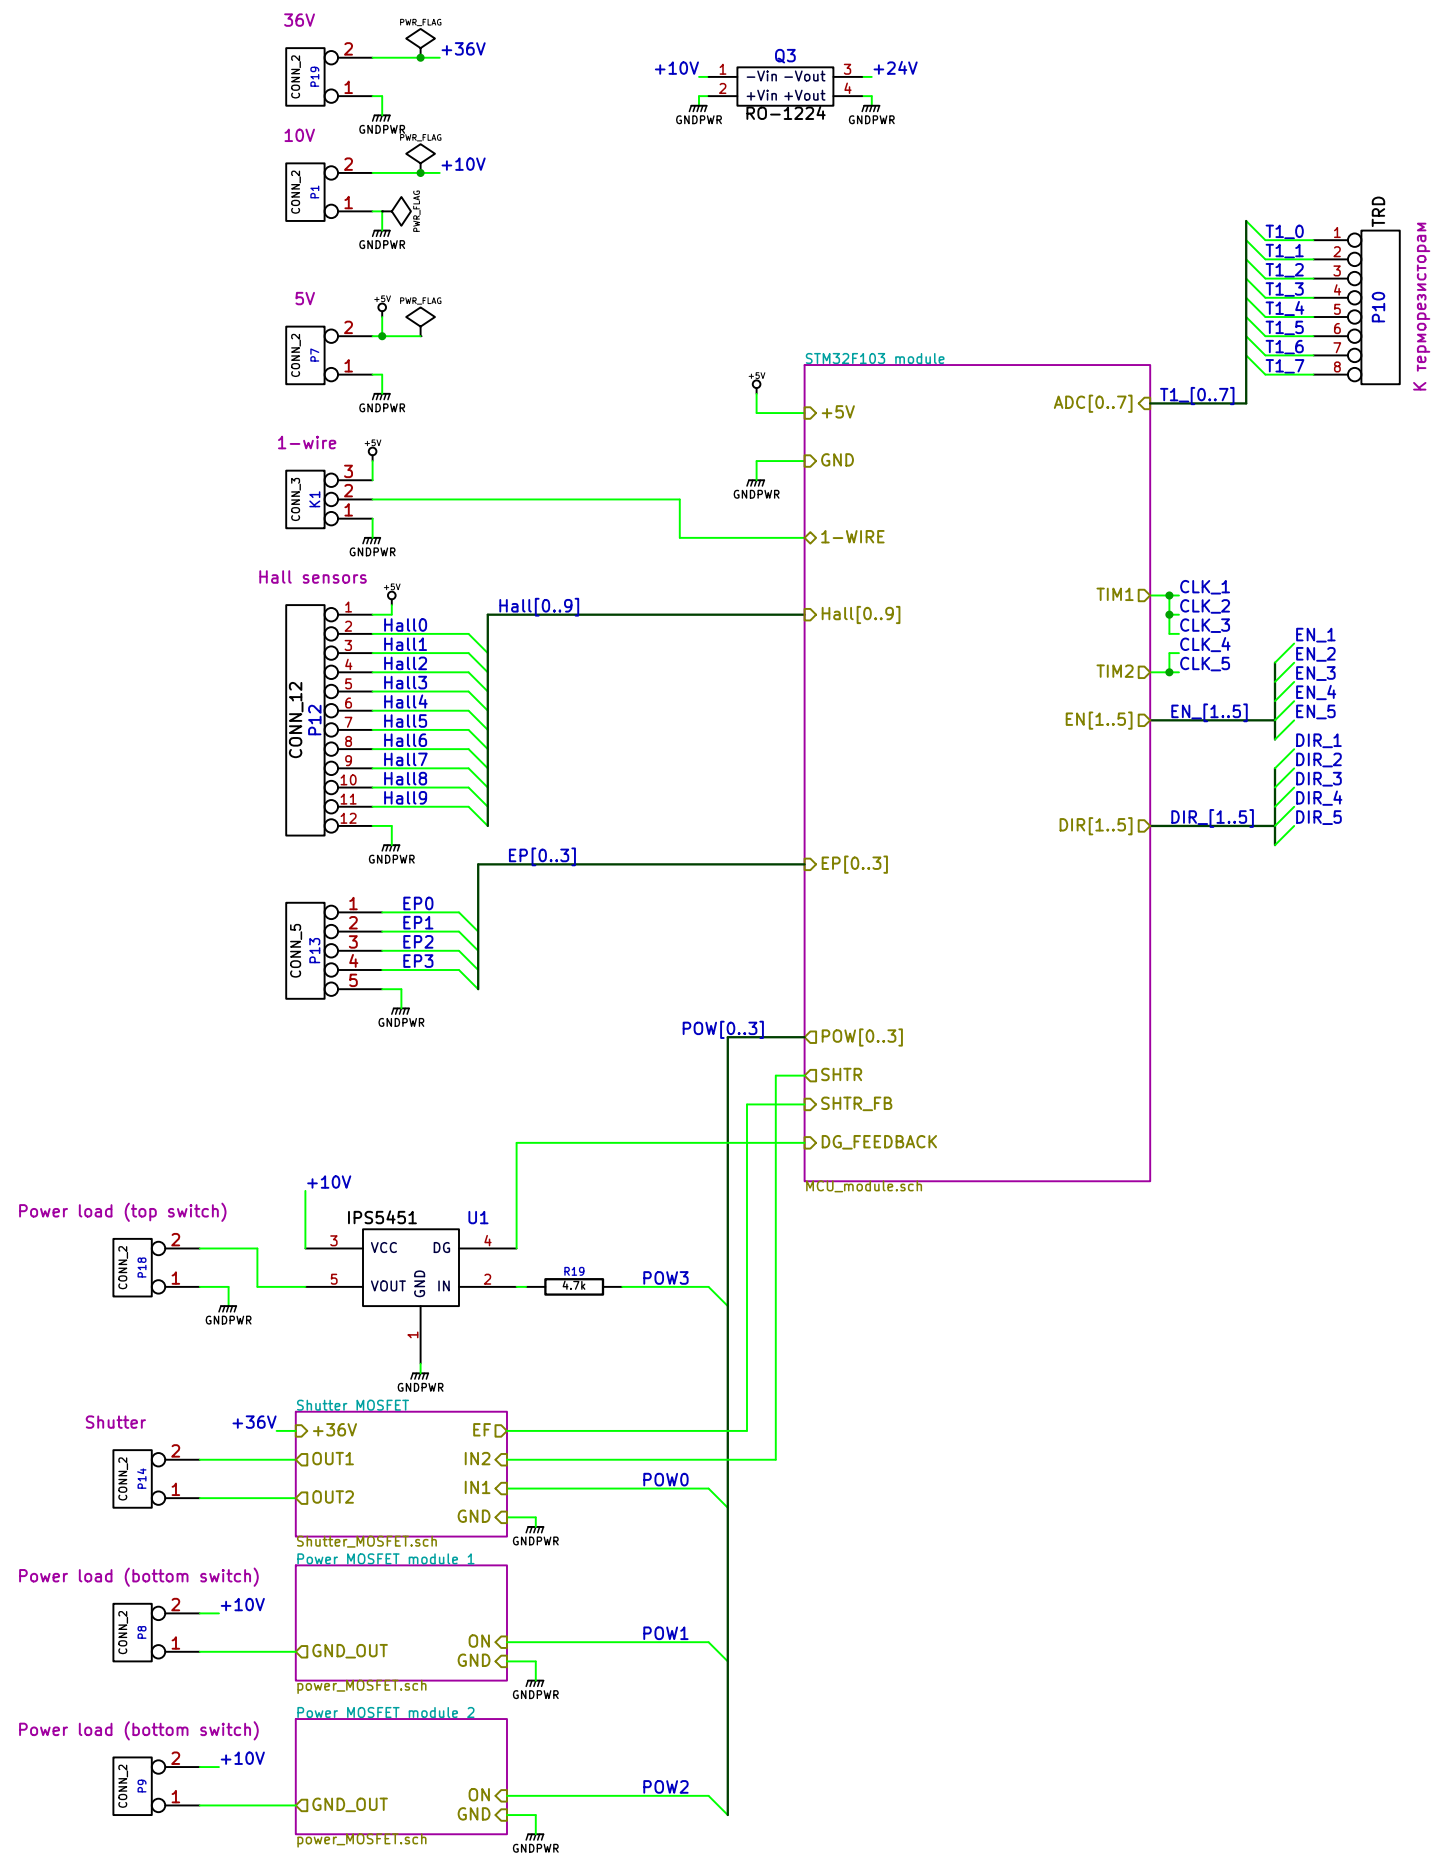 36V
PWR_FLAG
2
+36V
CONN_2
P19
1
GNDPWR
Q3
+10V
1
-Vin
-Vout
3
+24V
2
+Vin
+Vout
4
GNDPWR
RO-1224
GNDPWR
10V
PWR_FLAG
2
+10V
CONN_2
P1
1
PWR_FLAG
GNDPWR
5V
+5V
PWR_FLAG
2
CONN_2
P7
1
GNDPWR
1-wire
+5V
3
CONN_3
K1
2
1
GNDPWR
Hall sensors
+5V
1
2
Hall0
3
Hall1
4
Hall2
5
Hall3
6
Hall4
7
Hall5
8
Hall6
9
Hall7
10
Hall8
11
Hall9
12
CONN_12
P12
GNDPWR
Hall[0..9]
EP[0..3]
1
EP0
2
EP1
3
EP2
4
EP3
5
CONN_5
P13
GNDPWR
STM32F103 module
+5V
+5V
GND
GNDPWR
1-WIRE
Hall[0..9]
EP[0..3]
POW[0..3]
POW[0..3]
SHTR
SHTR_FB
DG_FEEDBACK
MCU_module.sch
ADC[0..7]
T1_[0..7]
TIM1
TIM2
EN[1..5]
DIR[1..5]
T1_0
1
T1_1
2
T1_2
3
T1_3
4
T1_4
5
T1_5
6
T1_6
7
T1_7
8
TRD
P10
К терморезисторам
CLK_1
CLK_2
CLK_3
CLK_4
CLK_5
EN_[1..5]
EN_1
EN_2
EN_3
EN_4
EN_5
DIR_[1..5]
DIR_1
DIR_2
DIR_3
DIR_4
DIR_5
Power load (top switch)
2
CONN_2
P18
1
GNDPWR
+10V
IPS5451
U1
3
VCC
DG
4
5
VOUT
GND
IN
2
1
GNDPWR
R19
4.7k
POW3
Shutter
2
CONN_2
P14
1
+36V
Shutter MOSFET
+36V
EF
OUT1
IN2
IN1
OUT2
GND
Shutter_MOSFET.sch
GNDPWR
POW0
Power load (bottom switch)
2
+10V
CONN_2
P8
1
Power MOSFET module 1
ON
GND_OUT
GND
power_MOSFET.sch
GNDPWR
POW1
Power load (bottom switch)
2
+10V
CONN_2
P9
1
Power MOSFET module 2
ON
GND_OUT
GND
power_MOSFET.sch
GNDPWR
POW2